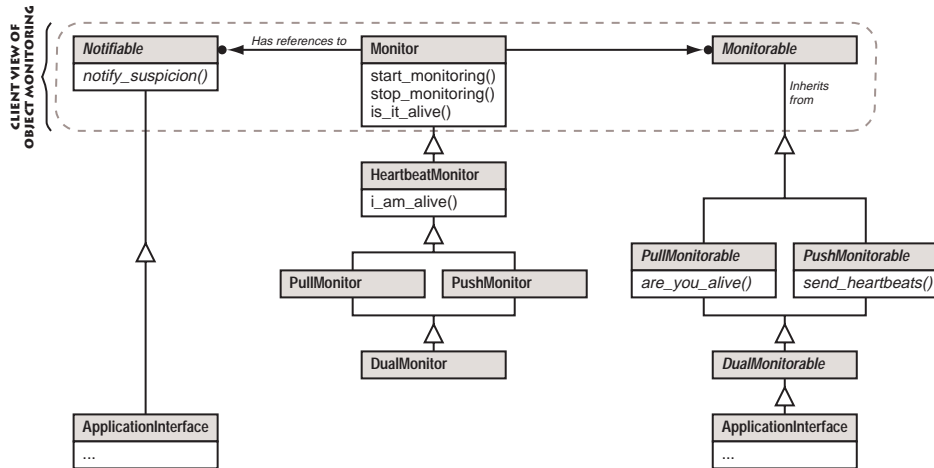 CLIENT VIEW OF
OBJECT MONITORING
Notifiable
notify_suspicion()
Has references to
Monitor
start_monitoring()
stop_monitoring()
is_it_alive()
Monitorable
Inherits
from
HeartbeatMonitor
i_am_alive()
PullMonitor
PushMonitor
DualMonitor
PullMonitorable
are_you_alive()
PushMonitorable
send_heartbeats()
DualMonitorable
ApplicationInterface
...
ApplicationInterface
...